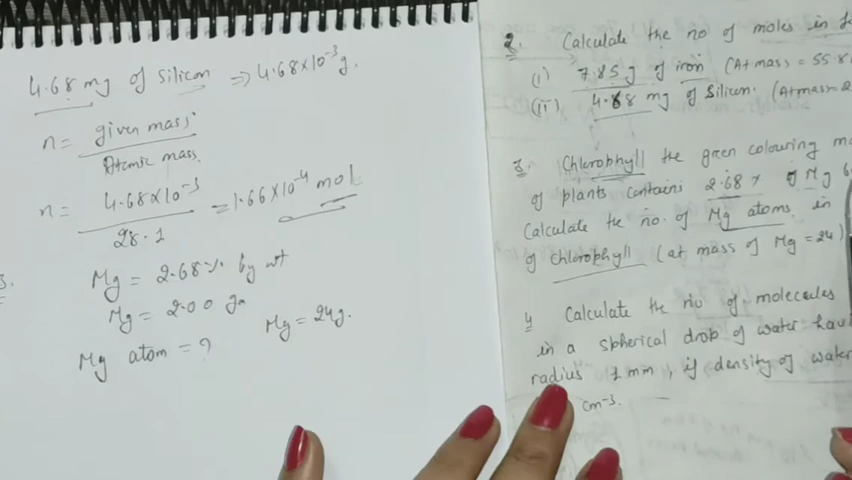 4.68 mg of Silicon => 4.68×10⁻³g.
n = given mass
Atomic mass.
n = 4.68×10⁻³ = 1.66×10⁻⁴ mol
28.1
3.
Mg = 2.68% by wt
Mg = 2.00 gm
Mg = 24g.
Mg atom = ?
2. Calculate the no of moles in
(i) 7.85g of iron (At mass = 55.8
(ii) 4.68 mg of Silicon. (At mass = 2
3. Chlorophyll the green colouring
of plants contains 2.68% of Mg
Calculate the no. of Mg atoms in
of chlorophyll (at mass of Mg = 24)
4 Calculate the no of molecules
in a spherical drop of water
radius 1 mm, if density of water
cm⁻³.